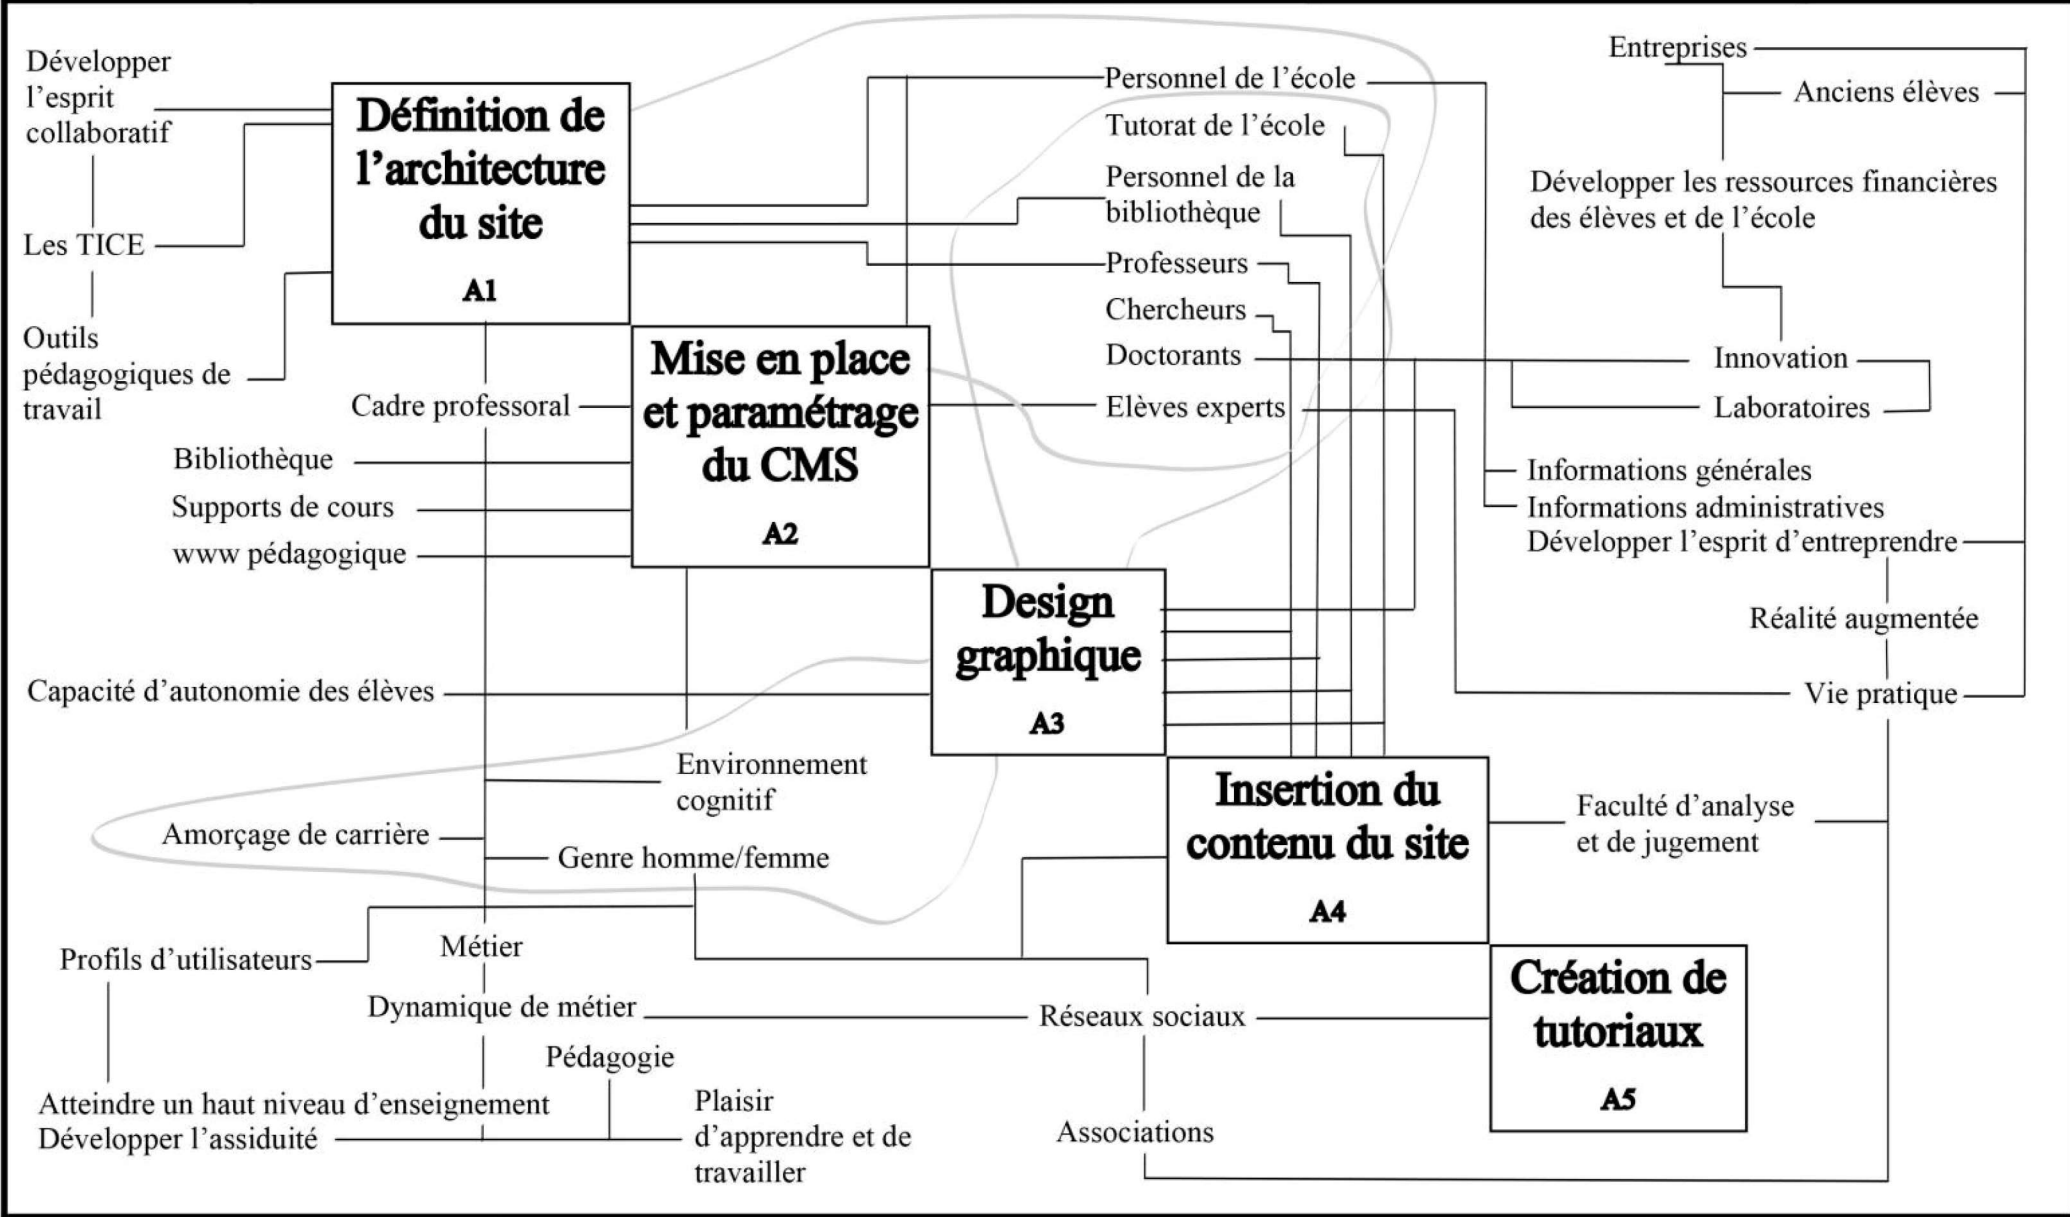 Développer
l'esprit
collaboratif
Les TICE
Outils
pédagogiques de
travail
Définition de
l'architecture
du site
A1
Cadre professoral
Bibliothèque
Supports de cours
www pédagogique
Mise en place
et paramétrage
du CMS
A2
Personnel de l'école
Tutorat de l'école
Personnel de la
bibliothèque
Professeurs
Chercheurs
Doctorants
Elèves experts
Entreprises
Anciens élèves
Développer les ressources financières
des élèves et de l'école
Innovation
Laboratoires
Informations générales
Informations administratives
Développer l'esprit d'entreprendre
Réalité augmentée
Vie pratique
Design
graphique
A3
Capacité d'autonomie des élèves
Environnement
cognitif
Amorçage de carrière
Genre homme/femme
Insertion du
contenu du site
A4
Faculté d'analyse
et de jugement
Profils d'utilisateurs
Métier
Dynamique de métier
Réseaux sociaux
Création de
tutoriaux
A5
Pédagogie
Atteindre un haut niveau d'enseignement
Développer l'assiduité
Plaisir
d'apprendre et de
travailler
Associations